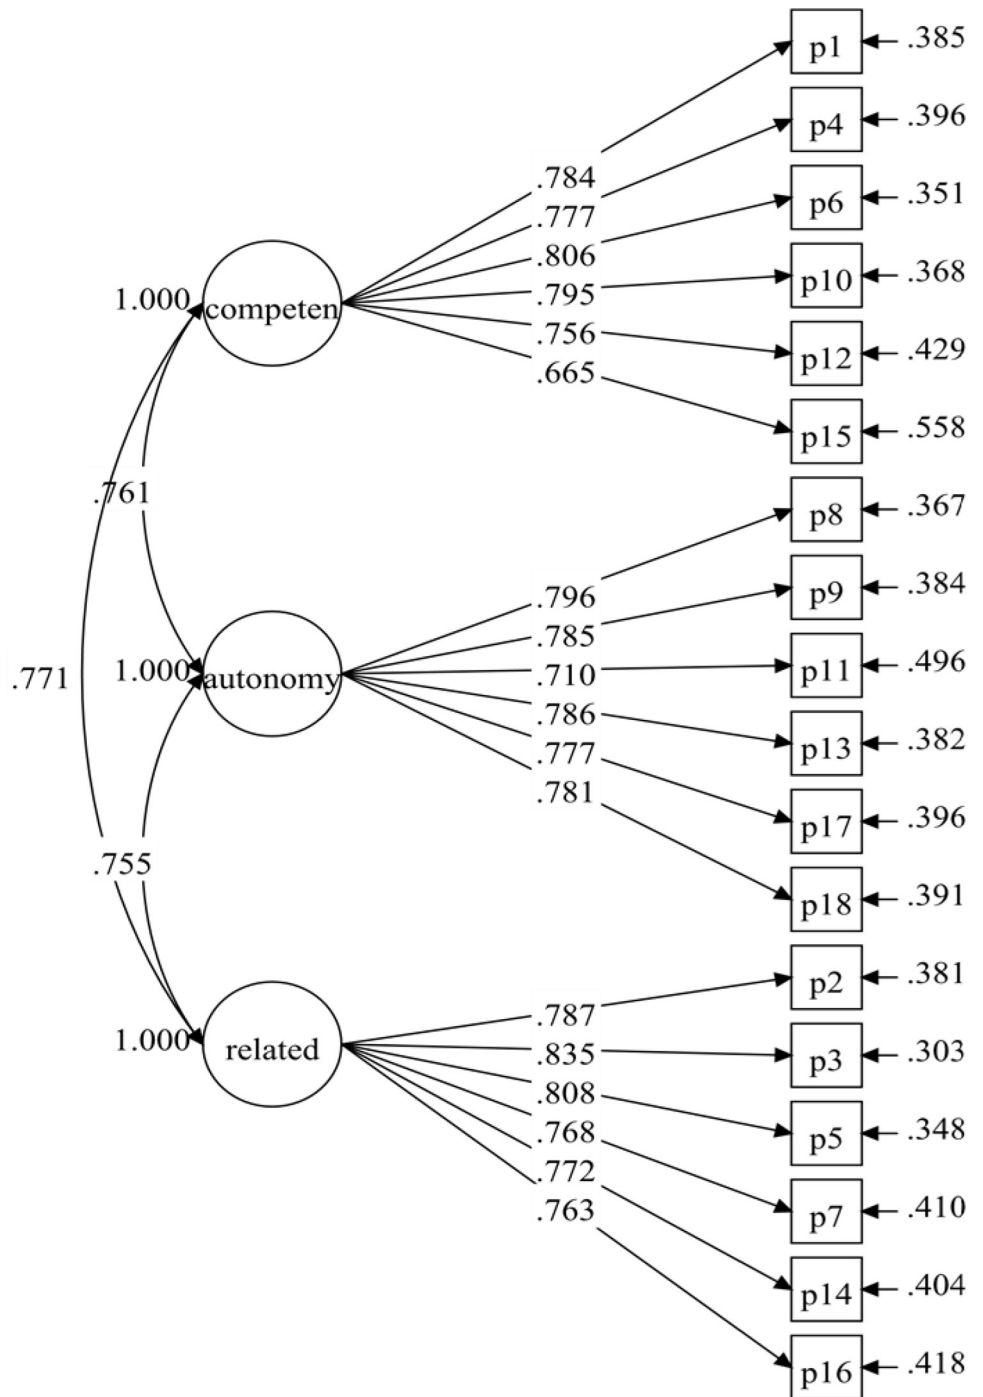 p1 .385
p4 .396
.784
p6 .351
.777
.806
p10 .368
.795
1.000 competen
.756
p12 .429
.665
p15 .558
.761
p8 .367
p9 .384
.796
.785
p11 .496
.771 1.000 autonomy .710
.786
p13 .382
.777
.781
p17 .396
.755
p18 .391
p2 .381
.787
1.000 related .835 p3 .303
.808
p5 .348
.768
.772
p7 .410
.763
p14 .404
p16 .418